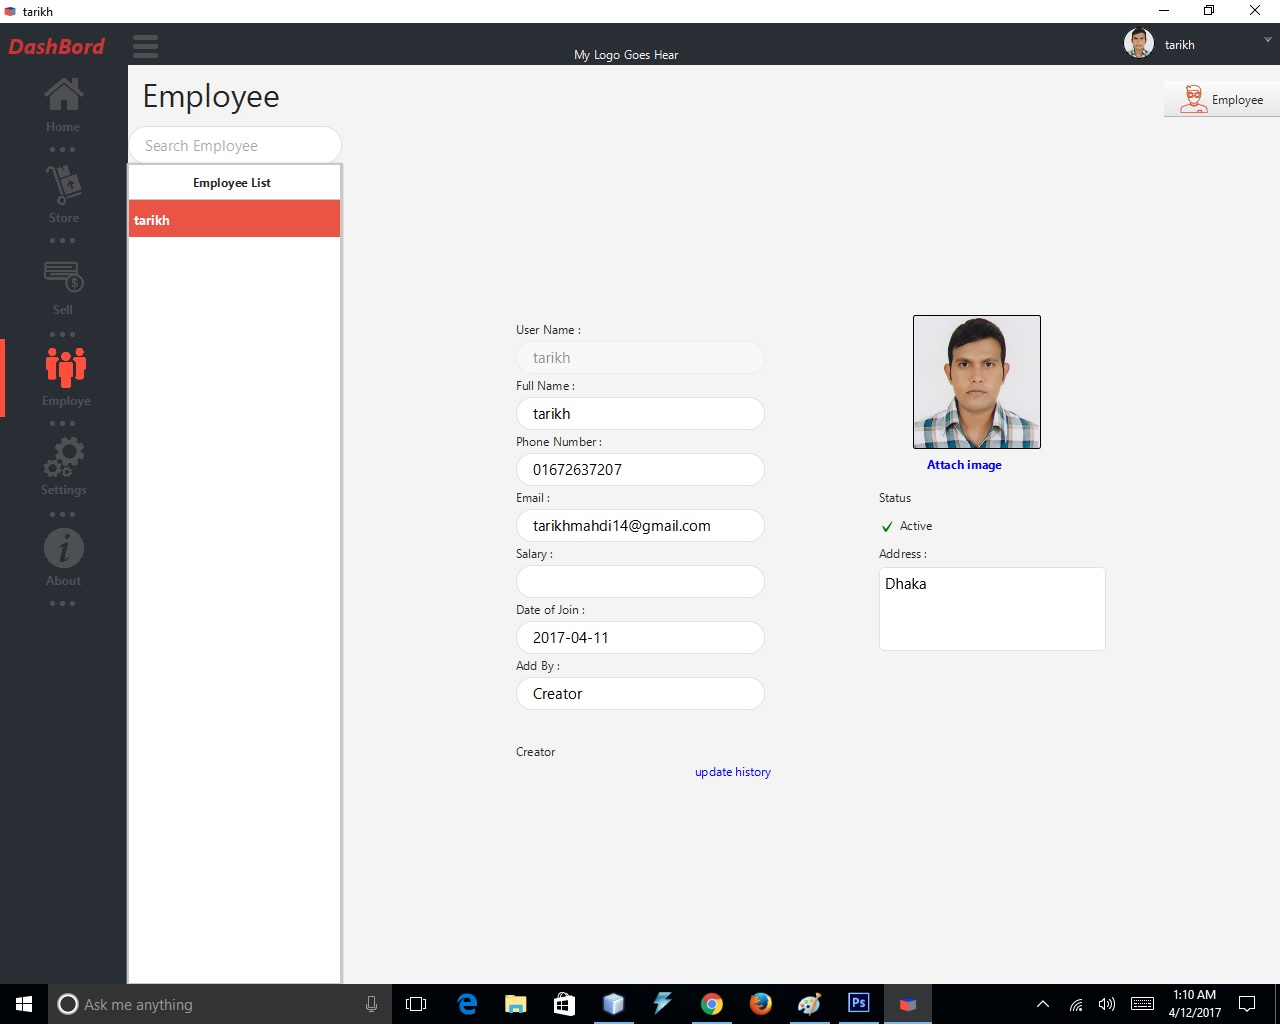 tarikh
DashBord
My Logo Goes Hear
tarikh
Home
Store
Sell
Employe
Settings
About
Employee
Employee
Search Employee
Employee List
tarikh
User Name :
tarikh
Full Name :
tarikh
Phone Number :
01672637207
Email :
tarikhmahdi14@gmail.com
Salary :
Date of Join :
2017-04-11
Add By :
Creator
Creator
update history
Attach image
Status
Active
Address :
Dhaka
Ask me anything
Ps
1:10 AM
4/12/2017